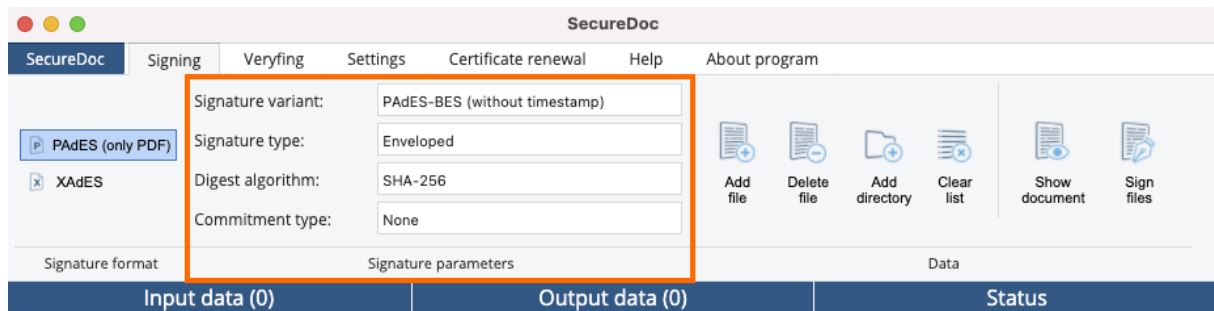 SecureDoc
SecureDoc Signing Veryfing Settings Certificate renewal Help About program
PAdES (only PDF)
XAdES
Signature format
Signature variant: PAdES-BES (without timestamp)
Signature type: Enveloped
Digest algorithm: SHA-256
Commitment type: None
Signature parameters
Add file
Delete file
Add directory
Clear list
Show document
Sign files
Data
Input data (0) Output data (0) Status